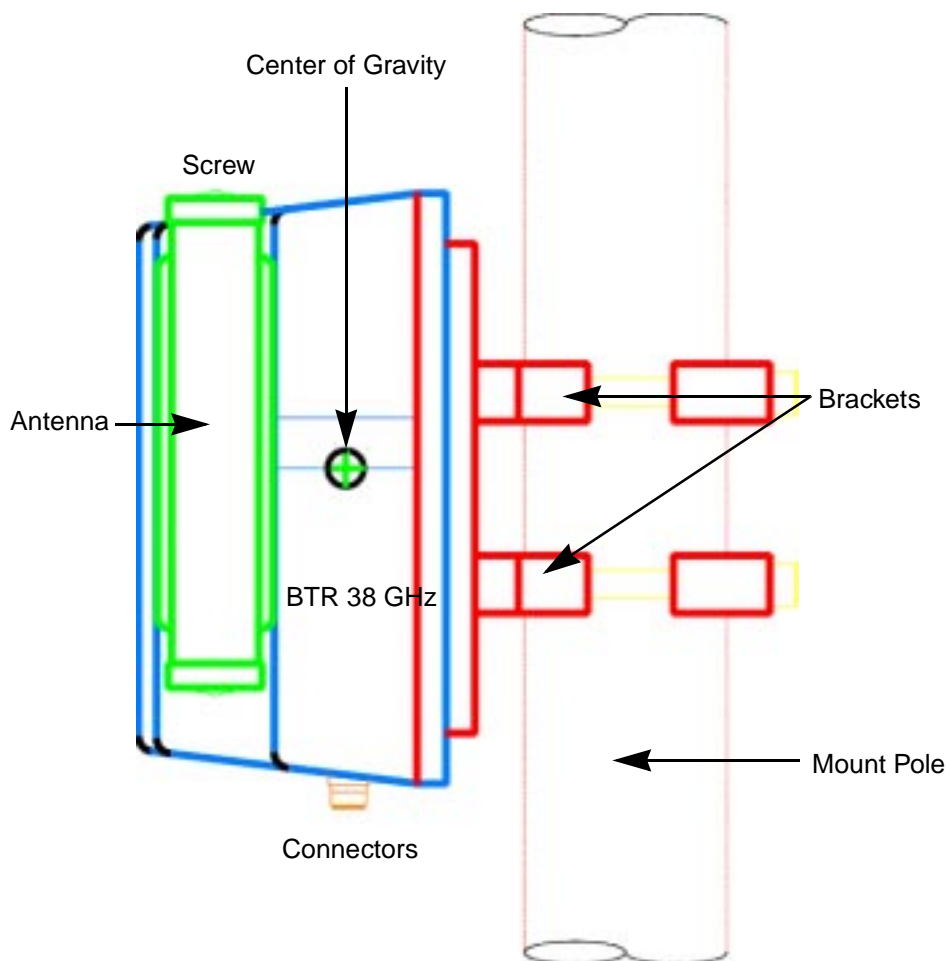 Center of Gravity
Screw
Antenna
Brackets
BTR 38 GHz
Mount Pole
Connectors